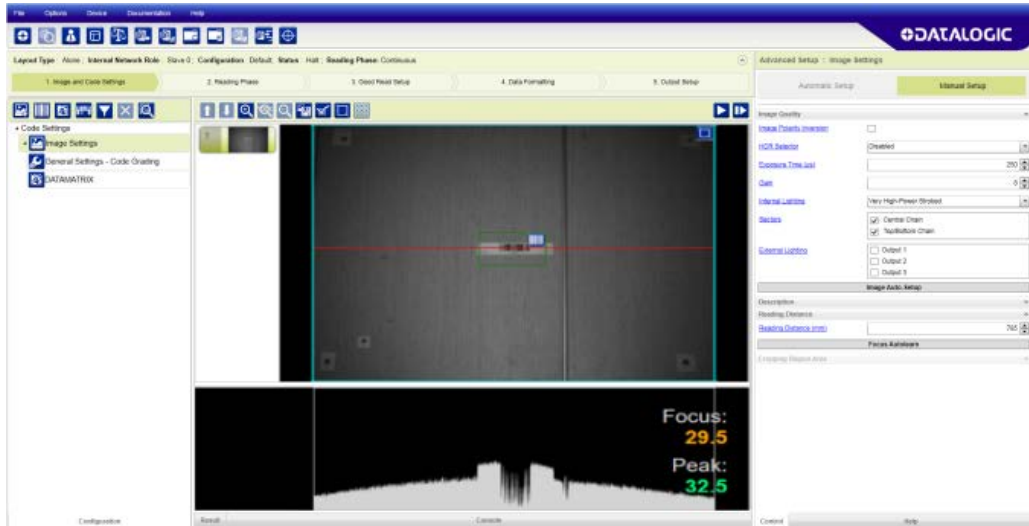 File Options Device Documentation Help
DATALOGIC
Layout Type Alone ; Internal Network Role Slave 0 ; Configuration Default Status Halt ; Reading Phase Continuous
Advanced Setup : Image Settings
1. Image and Code Settings
2. Reading Phase
3. Good Read Setup
4. Data Formatting
5. Output Setup
Automatic Setup
Manual Setup
Code Settings
Image Settings
General Settings - Code Grading
DATAMATRIX
Image Quality
Image Polarity Inversion
HDR Selector Disabled
Exposure Time (us) 250
Gain
Internal Lighting Very High-Power Strobed
Sectors Central Chain
Top/Bottom Chain
External Lighting Output 1
Output 2
Output 3
Image Auto Setup
Description
Reading Distance
Reading Distance (mm) 765
Focus Autolearn
Cropping Region Area
Focus:
29.5
Peak:
32.5
Configuration
Result
Console
Control
Help